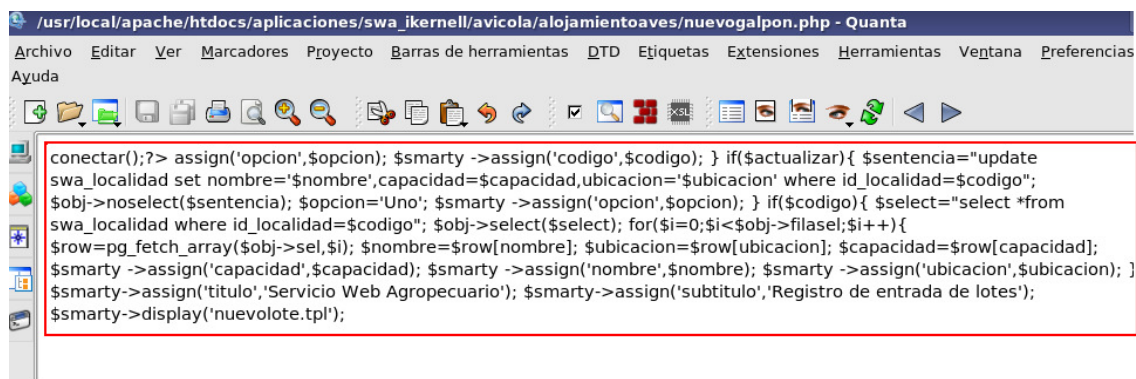 /usr/local/apache/htdocs/aplicaciones/swa_ikernell/avicola/alojamientoaves/nuevogalpon.php - Quanta
Archivo Editar Ver Marcadores Proyecto Barras de herramientas DTD Etiquetas Extensiones Herramientas Ventana Preferencias
Ayuda
XSL
conectar();?> assign('opcion',$opcion); $smarty ->assign('codigo',$codigo); } if($actualizar){ $sentencia="update
swa_localidad set nombre='$nombre',capacidad=$capacidad,ubicacion='$ubicacion' where id_localidad=$codigo";
$obj->noselect($sentencia); $opcion='Uno'; $smarty ->assign('opcion',$opcion); } if($codigo){ $select="select *from
swa_localidad where id_localidad=$codigo"; $obj->select($select); for($i=0;$i<$obj->filasel;$i++){
$row=pg_fetch_array($obj->sel,$i); $nombre=$row[nombre]; $ubicacion=$row[ubicacion]; $capacidad=$row[capacidad];
$smarty ->assign('capacidad',$capacidad); $smarty ->assign('nombre',$nombre); $smarty ->assign('ubicacion',$ubicacion); }
$smarty->assign('titulo','Servicio Web Agropecuario'); $smarty->assign('subtitulo','Registro de entrada de lotes');
$smarty->display('nuevolote.tpl');